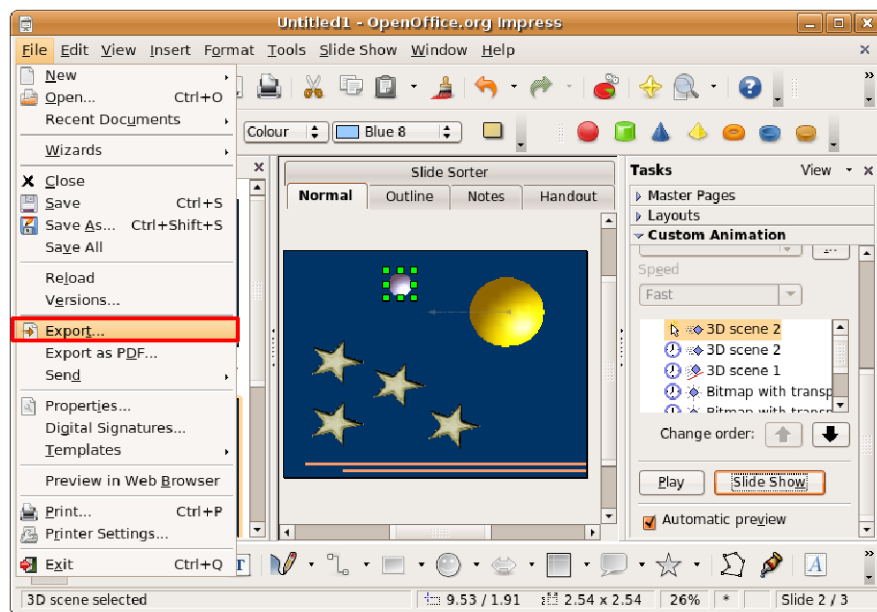 Untitled1 - OpenOffice.org Impress
File Edit View Insert Format Tools Slide Show Window Help
New
Open... Ctrl+O
Recent Documents
Wizards
Close
Save Ctrl+S
Save As... Ctrl+Shift+S
Save All
Reload
Versions...
Export...
Export as PDF...
Send
Properties...
Digital Signatures...
Templates
Preview in Web Browser
Print... Ctrl+P
Printer Settings...
Exit Ctrl+Q
Colour Blue 8
Slide Sorter
Normal Outline Notes Handout
Tasks View
Master Pages
Layouts
Custom Animation
Speed
Fast
3D scene 2
3D scene 2
3D scene 1
Bitmap with transp
Bitmap with transp
Change order:
Play Slide Show
Automatic preview
3D scene selected 9.53 / 1.91 2.54 x 2.54 26% * Slide 2 / 3